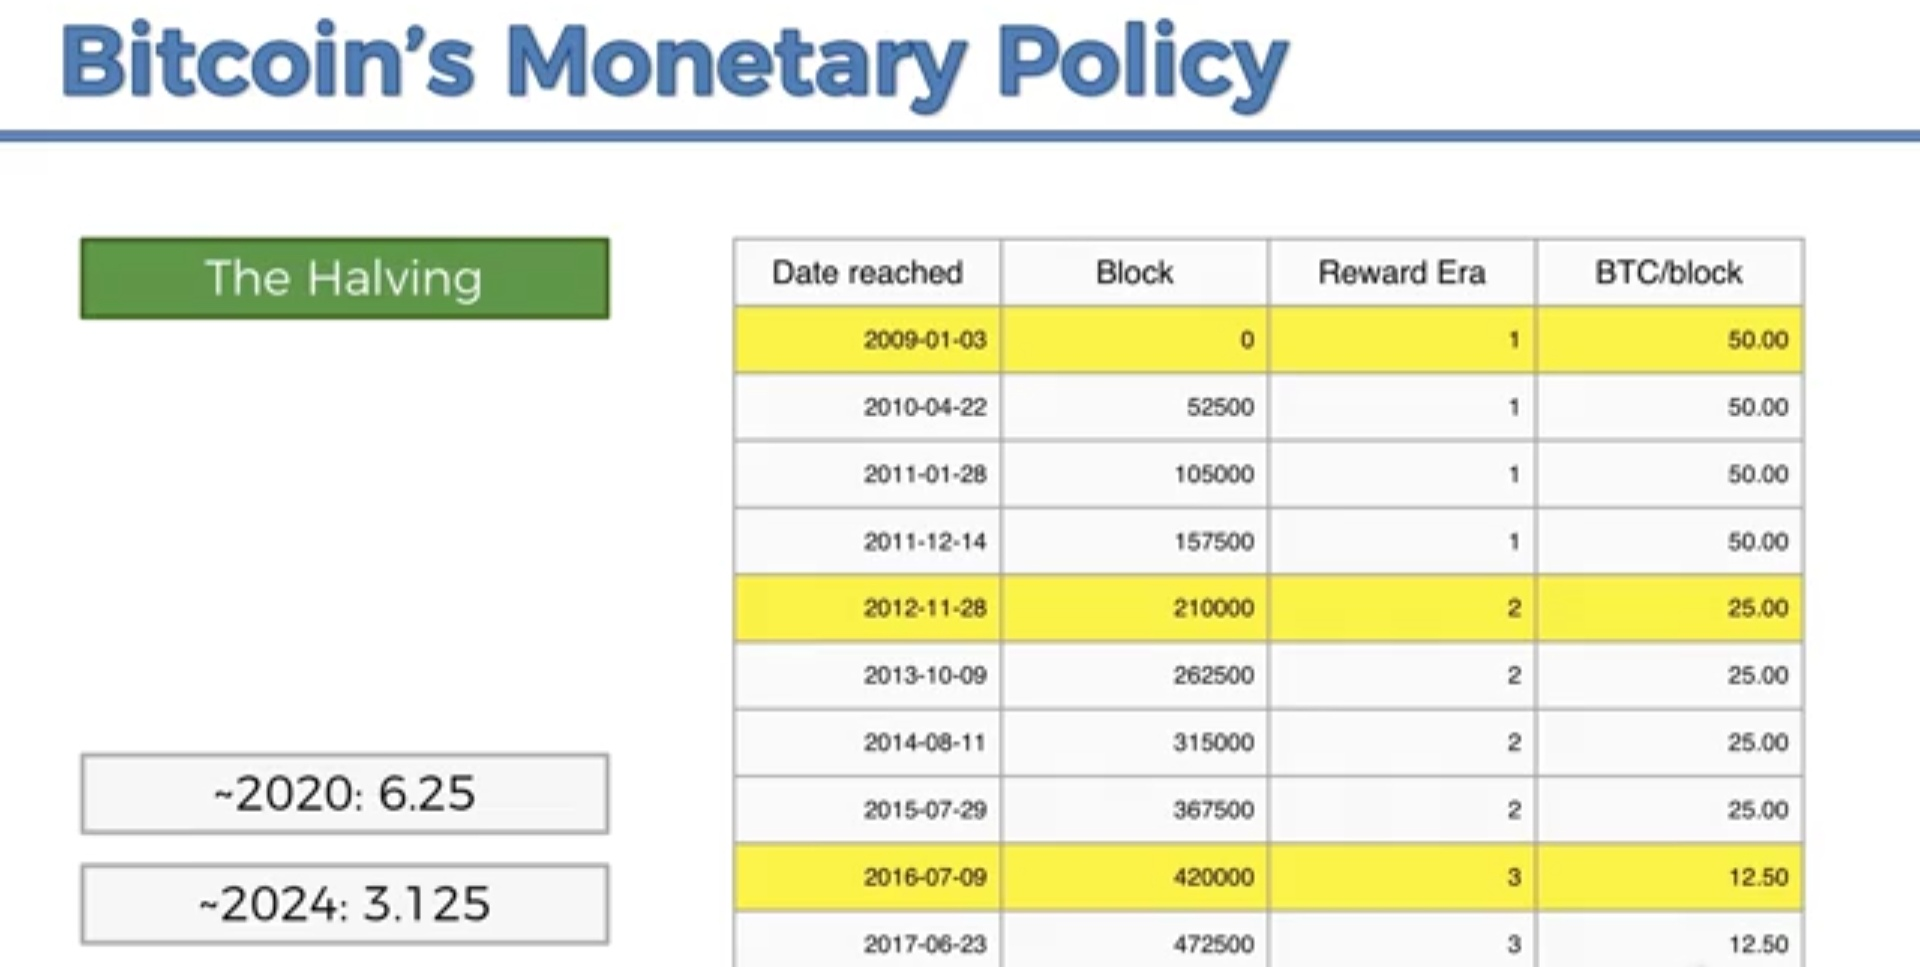 Bitcoin's Monetary Policy
The Halving
~2020: 6.25
~2024: 3.125
Date reached Block Reward Era BTC/block
2009-01-03 0 1 50.00
2010-04-22 52500 1 50.00
2011-01-28 105000 1 50.00
2011-12-14 157500 1 50.00
2012-11-28 210000 2 25.00
2013-10-09 262500 2 25.00
2014-08-11 315000 2 25.00
2015-07-29 367500 2 25.00
2016-07-09 420000 3 12.50
2017-06-23 472500 3 12.50